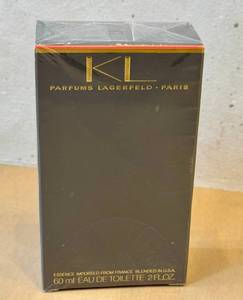 KL
PARFUMS LAGERFELD · PARIS
ESSENCE IMPORTED FROM FRANCE BLENDED IN U.S.A.
60 ml EAU DE TOILETTE 2 FL.OZ.